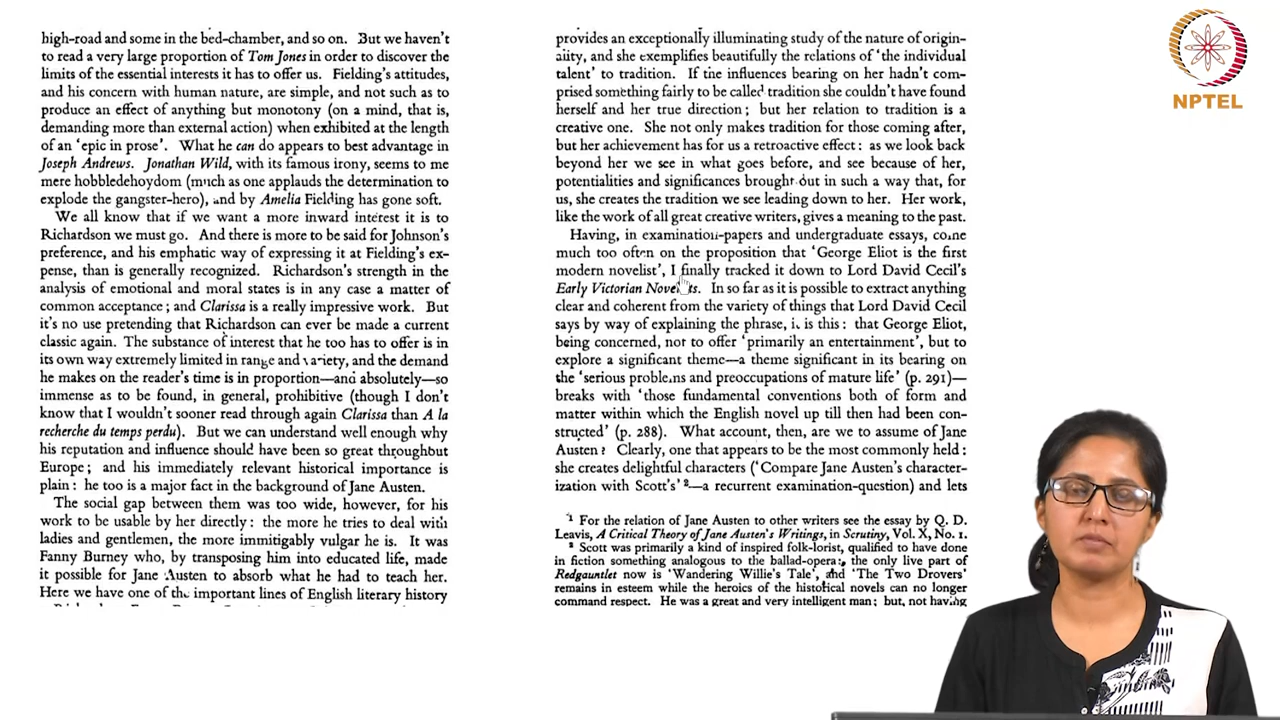 high-road and some in the bed-chamber, and so on. But we haven't
to read a very large proportion of Tom Jones in order to discover the
limits of the essential interests it has to offer us. Fielding's attitudes,
and his concern with human nature, are simple, and not such as to
produce an effect of anything but monotony (on a mind, that is,
demanding more than external action) when exhibited at the length
of an 'epic in prose'. What he can do appears to best advantage in
Joseph Andrews. Jonathan Wild, with its famous irony, seems to me
mere hobbledehoydom (much as one applauds the determination to
explode the gangster-hero), and by Amelia Fielding has gone soft.
We all know that if we want a more inward interest it is to
Richardson we must go. And there is more to be said for Johnson's
preference, and his emphatic way of expressing it at Fielding's ex-
pense, than is generally recognized. Richardson's strength in the
analysis of emotional and moral states is in any case a matter of
common acceptance; and Clarissa is a really impressive work. But
it's no use pretending that Richardson can ever be made a current
classic again. The substance of interest that he too has to offer is in
its own way extremely limited in range and variety, and the demand
he makes on the reader's time is in proportion—and absolutely—so
immense as to be found, in general, prohibitive (though I don't
know that I wouldn't sooner read through again Clarissa than A la
recherche du temps perdu). But we can understand well enough why
his reputation and influence should have been so great throughout
Europe; and his immediately relevant historical importance is
plain: he too is a major fact in the background of Jane Austen.
The social gap between them was too wide, however, for his
work to be usable by her directly: the more he tries to deal with
ladies and gentlemen, the more immitigably vulgar he is. It was
Fanny Burney who, by transposing him into educated life, made
it possible for Jane Austen to absorb what he had to teach her.
Here we have one of the important lines of English literary history
provides an exceptionally illuminating study of the nature of origin-
ality, and she exemplifies beautifully the relations of 'the individual
talent' to tradition. If the influences bearing on her hadn't com-
prised something fairly to be called tradition she couldn't have found
herself and her true direction; but her relation to tradition is a
creative one. She not only makes tradition for those coming after,
but her achievement has for us a retroactive effect: as we look back
beyond her we see in what goes before, and see because of her,
potentialities and significances brought out in such a way that, for
us, she creates the tradition we see leading down to her. Her work,
like the work of all great creative writers, gives a meaning to the past.
Having, in examination-papers and undergraduate essays, come
much too often on the proposition that 'George Eliot is the first
modern novelist', I finally tracked it down to Lord David Cecil's
Early Victorian Novelists. In so far as it is possible to extract anything
clear and coherent from the variety of things that Lord David Cecil
says by way of explaining the phrase, it is this: that George Eliot,
being concerned, not to offer 'primarily an entertainment', but to
explore a significant theme—a theme significant in its bearing on
the 'serious problems and preoccupations of mature life' (p. 291)—
breaks with 'those fundamental conventions both of form and
matter within which the English novel up till then had been con-
structed' (p. 288). What account, then, are we to assume of Jane
Austen? Clearly, one that appears to be the most commonly held:
she creates delightful characters ('Compare Jane Austen's character-
ization with Scott's' ²—a recurrent examination-question) and lets
¹ For the relation of Jane Austen to other writers see the essay by Q. D.
Leavis, A Critical Theory of Jane Austen's Writings, in Scrutiny, Vol. X, No. 1.
² Scott was primarily a kind of inspired folk-lorist, qualified to have done
in fiction something analogous to the ballad-opera: the only live part of
Redgauntlet now is 'Wandering Willie's Tale', and 'The Two Drovers'
remains in esteem while the heroics of the historical novels can no longer
command respect. He was a great and very intelligent man; but, not having
NPTEL